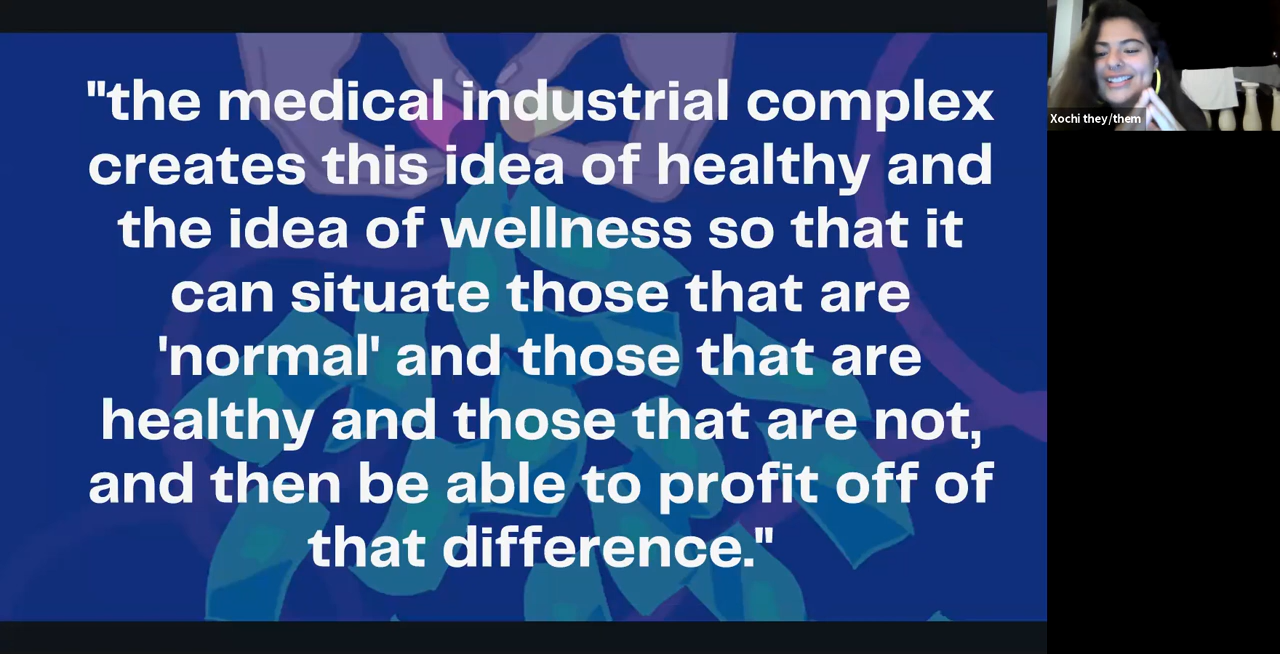 "the medical industrial complex
creates this idea of healthy and
the idea of wellness so that it
can situate those that are
'normal' and those that are
healthy and those that are not,
and then be able to profit off of
that difference."
Xochi they/them